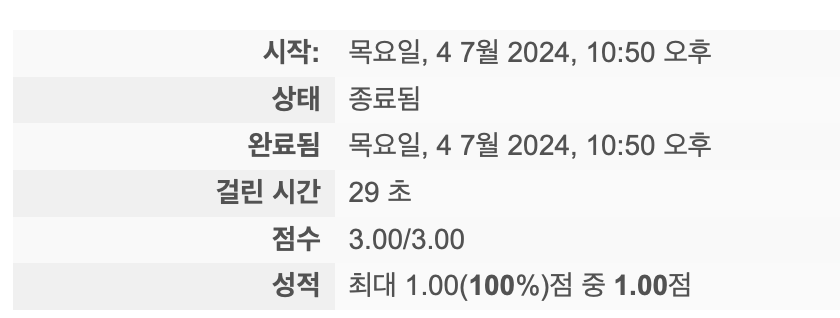 시작: 목요일, 4 7월 2024, 10:50 오후
상태 종료됨
완료됨 목요일, 4 7월 2024, 10:50 오후
걸린 시간 29 초
점수 3.00/3.00
성적 최대 1.00(100%)점 중 1.00점